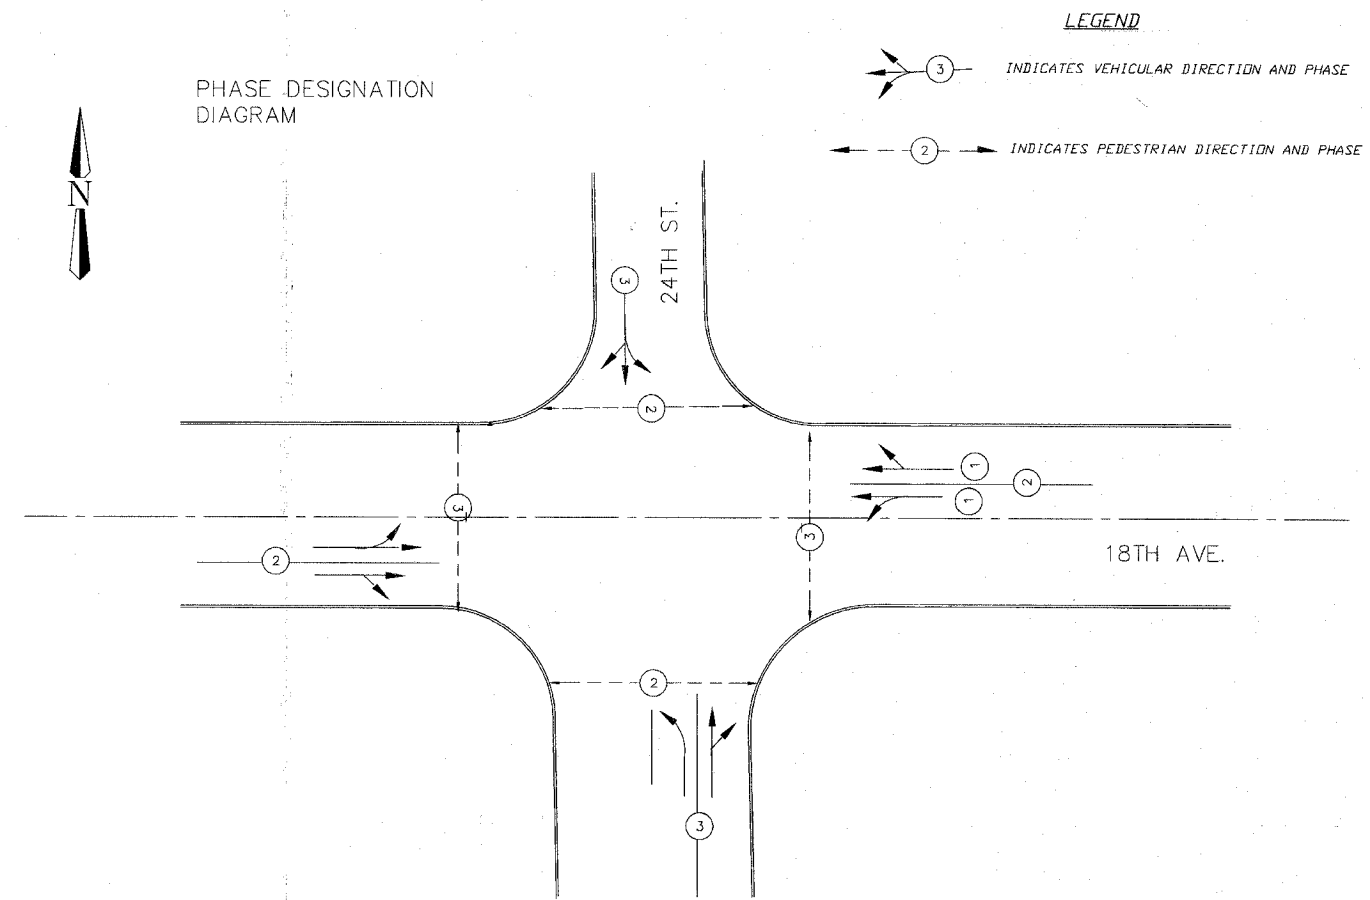 LEGEND
3
INDICATES VEHICULAR DIRECTION AND PHASE
PHASE DESIGNATION
DIAGRAM
2
INDICATES PEDESTRIAN DIRECTION AND PHASE
N
24TH ST.
3
2
1
2
1
3
3
2
18TH AVE.
2
3